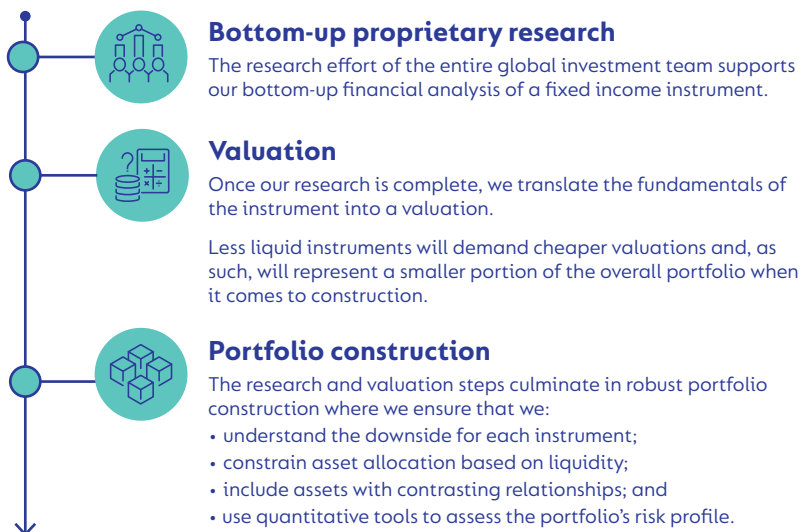 Bottom-up proprietary research
The research effort of the entire global investment team supports
our bottom-up financial analysis of a fixed income instrument.
Valuation
Once our research is complete, we translate the fundamentals of
the instrument into a valuation.
Less liquid instruments will demand cheaper valuations and, as
such, will represent a smaller portion of the overall portfolio when
it comes to construction.
Portfolio construction
The research and valuation steps culminate in robust portfolio
construction where we ensure that we:
• understand the downside for each instrument;
• constrain asset allocation based on liquidity;
• include assets with contrasting relationships; and
• use quantitative tools to assess the portfolio's risk profile.